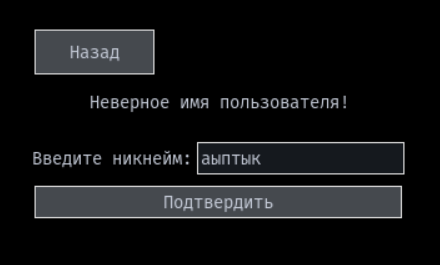 Назад
Неверное имя пользователя!
Введите никнейм: аыптык
Подтвердить